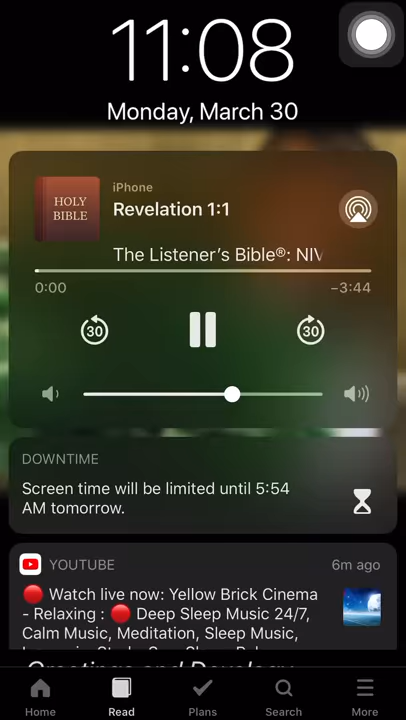 11:08
Monday, March 30
HOLY
BIBLE
iPhone
Revelation 1:1
The Listener's Bible®: NIV
0:00
−3:44
30
30
DOWNTIME
Screen time will be limited until 5:54
AM tomorrow.
YOUTUBE
6m ago
🔴 Watch live now: Yellow Brick Cinema
- Relaxing : 🔴 Deep Sleep Music 24/7,
Calm Music, Meditation, Sleep Music,
Greetings and Doxology
Home
Read
Plans
Search
More